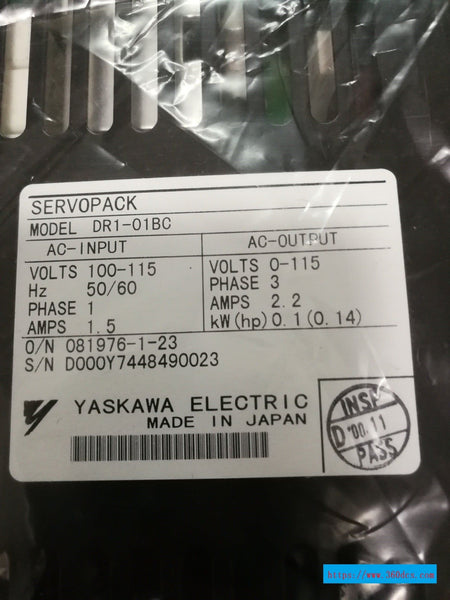 SERVOPACK
MODEL DR1-01BC
AC-INPUT
VOLTS 100-115
Hz 50/60
PHASE 1
AMPS 1.5
AC-OUTPUT
VOLTS 0-115
PHASE 3
AMPS 2.2
kW(hp) 0.1(0.14)
O/N 081976-1-23
S/N D000Y7448490023
YASKAWA ELECTRIC
MADE IN JAPAN
INSP
D '00.11
PASS
https://www.360dcs.com